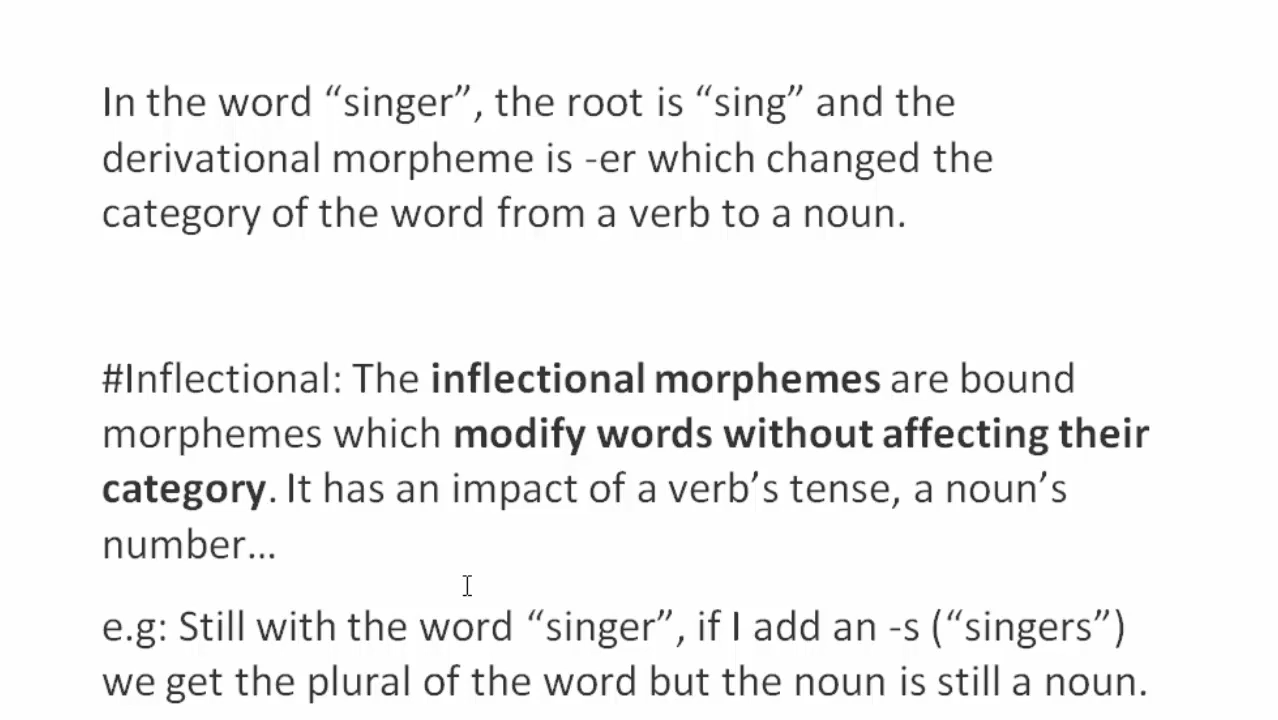 In the word “singer”, the root is “sing” and the
derivational morpheme is -er which changed the
category of the word from a verb to a noun.
#Inflectional: The inflectional morphemes are bound
morphemes which modify words without affecting their
category. It has an impact of a verb’s tense, a noun’s
number…
e.g: Still with the word “singer”, if I add an -s (“singers”)
we get the plural of the word but the noun is still a noun.